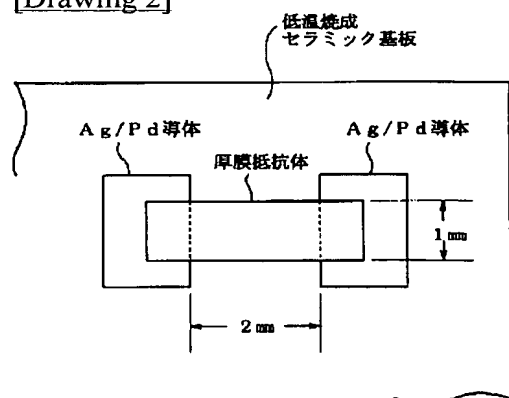 [Drawing 2]
低温焼成
セラミック基板
Ag/Pd導体
Ag/Pd導体
厚膜抵抗体
1mm
2mm